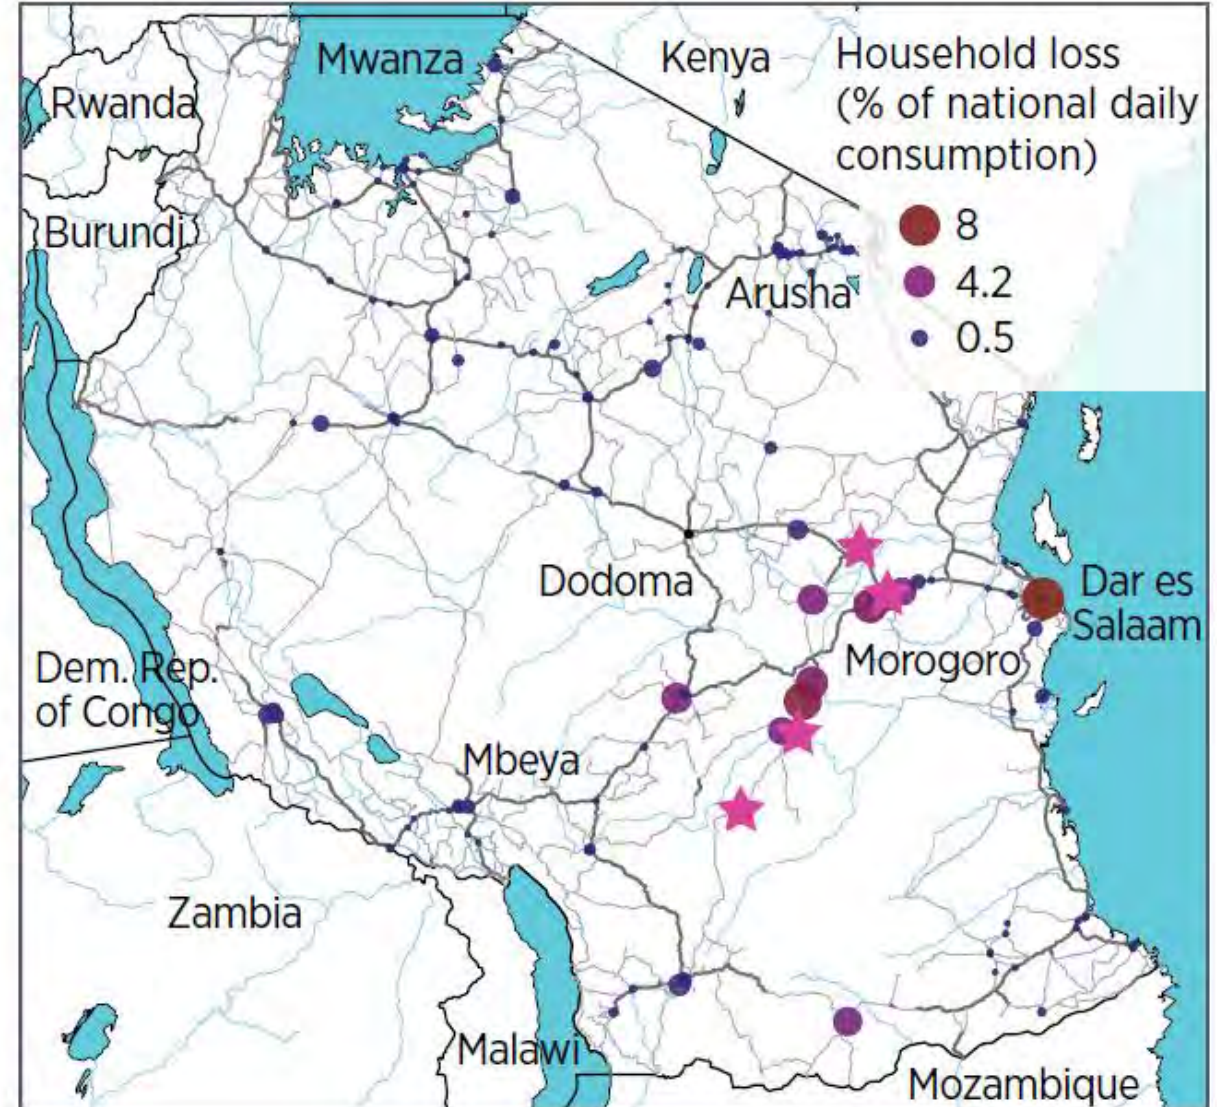 Mwanza
Kenya
Household loss
(% of national daily
consumption)
Rwanda
8
Burundi
4.2
Arusha
0.5
Dodoma
Dar es
Salaam
Dem. Rep.
of Congo
Morogoro
Mbeya
Zambia
Malawi
Mozambique